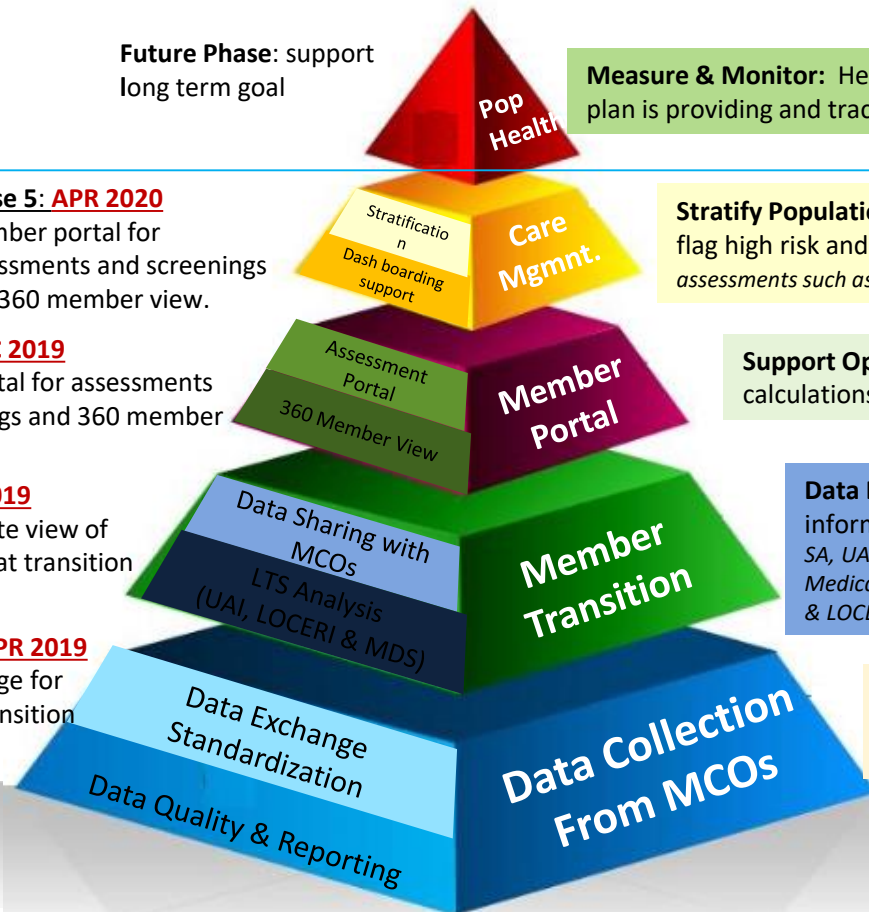 Future Phase: support
long term goal
Pop
Health
Measure & Monitor: He
plan is providing and trac
se 5: APR 2020
mber portal for
essments and screenings
360 member view.
Stratificatio
n
Dash boarding
support
Care
Mgmnt.
Stratify Populatio
flag high risk and
assessments such as
2019
tal for assessments
gs and 360 member
Assessment
Portal
360 Member View
Member
Portal
Support Op
calculations
019
te view of
at transition
Data Sharing with
MCOs
LTS Analysis
(UAI, LOCERI & MDS)
Member
Transition
Data
inform
SA, UA
Medica
& LOCE
PR 2019
ge for
nsition
Data Exchange
Standardization
Data Quality & Reporting
Data Collection
From MCOs